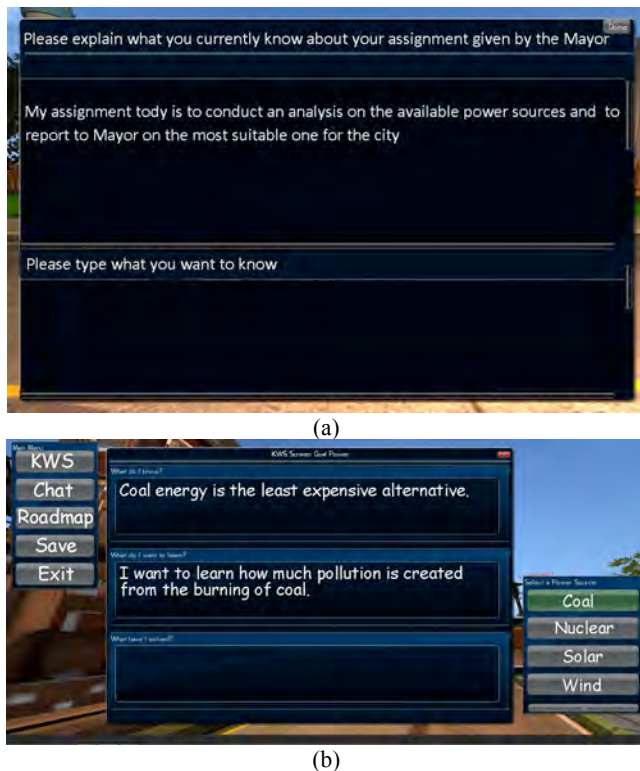 Done
Please explain what you currently know about your assignment given by the Mayor
My assignment tody is to conduct an analysis on the available power sources and to
report to Mayor on the most suitable one for the city
Please type what you want to know
(a)
Main Menu
KWS
Chat
Roadmap
Save
Exit
KWS Screen: Coal Power
What do I know?
Coal energy is the least expensive alternative.
What do I want to learn?
I want to learn how much pollution is created
from the burning of coal.
What have I solved?
Select a Power Source
Coal
Nuclear
Solar
Wind
(b)